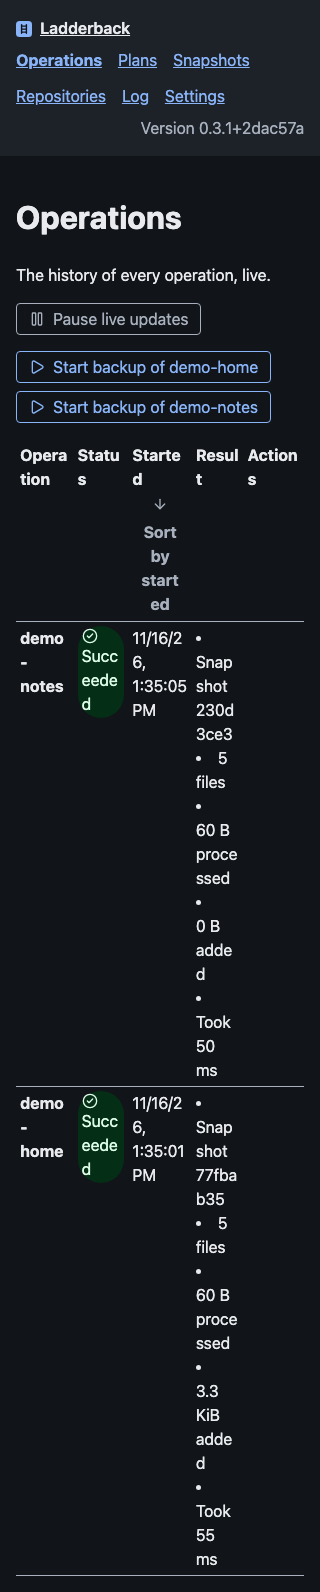 Ladderback
Operations Plans Snapshots
Repositories Log Settings
Version 0.3.1+2dac57a
Operations
The history of every operation, live.
Pause live updates
Start backup of demo-home
Start backup of demo-notes
Opera
tion
Statu
s
Starte
d
Sort
by
start
ed
Resul
t
Action
s
demo
-
notes
Succ
eede
d
11/16/2
6,
1:35:05
PM
•
Snap
shot
230d
3ce3
• 5
files
•
60 B
proce
ssed
•
0 B
adde
d
•
Took
50
ms
demo
-
home
Succ
eede
d
11/16/2
6,
1:35:01
PM
•
Snap
shot
77fba
b35
• 5
files
•
60 B
proce
ssed
•
3.3
KiB
adde
d
•
Took
55
ms